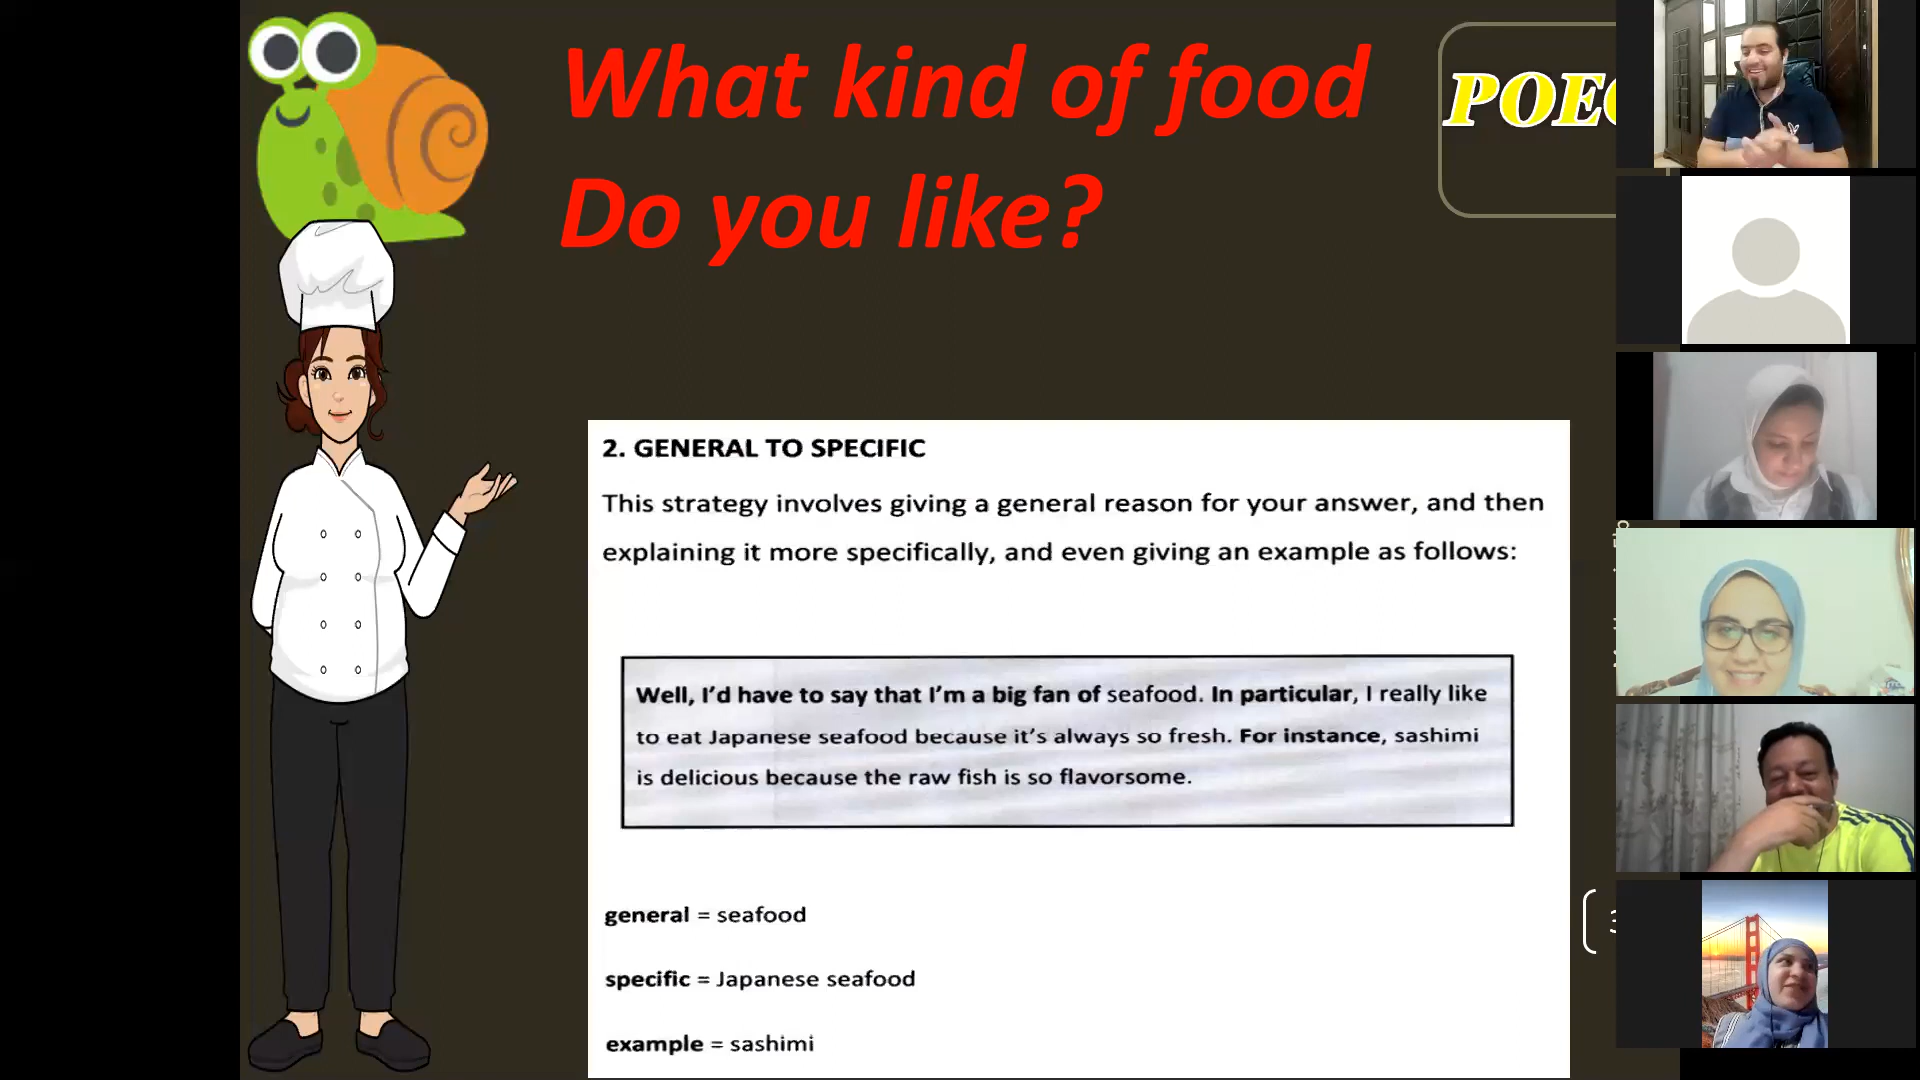 What kind of food
Do you like?
POE
2. GENERAL TO SPECIFIC
This strategy involves giving a general reason for your answer, and then
explaining it more specifically, and even giving an example as follows:
Well, I'd have to say that I'm a big fan of seafood. In particular, I really like
to eat Japanese seafood because it's always so fresh. For instance, sashimi
is delicious because the raw fish is so flavorsome.
general = seafood
specific = Japanese seafood
example = sashimi